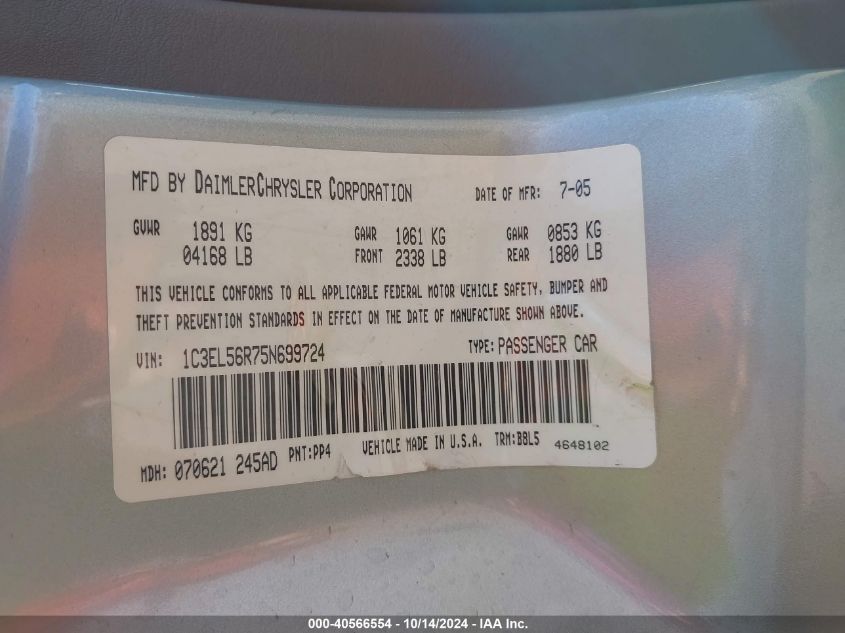 MFD BY DAIMLERCHRYSLER CORPORATION DATE OF MFR: 7-05
GVWR 1891 KG GAWR 1061 KG GAWR 0853 KG
04168 LB FRONT 2338 LB REAR 1880 LB
THIS VEHICLE CONFORMS TO ALL APPLICABLE FEDERAL MOTOR VEHICLE SAFETY, BUMPER AND
THEFT PREVENTION STANDARDS IN EFFECT ON THE DATE OF MANUFACTURE SHOWN ABOVE.
VIN: 1C3EL56R75N699724 TYPE: PASSENGER CAR
MDH: 070621 245AD PNT:PP4 VEHICLE MADE IN U.S.A. TRM:B8L5 4648102
000-40566554 - 10/14/2024 - IAA Inc.